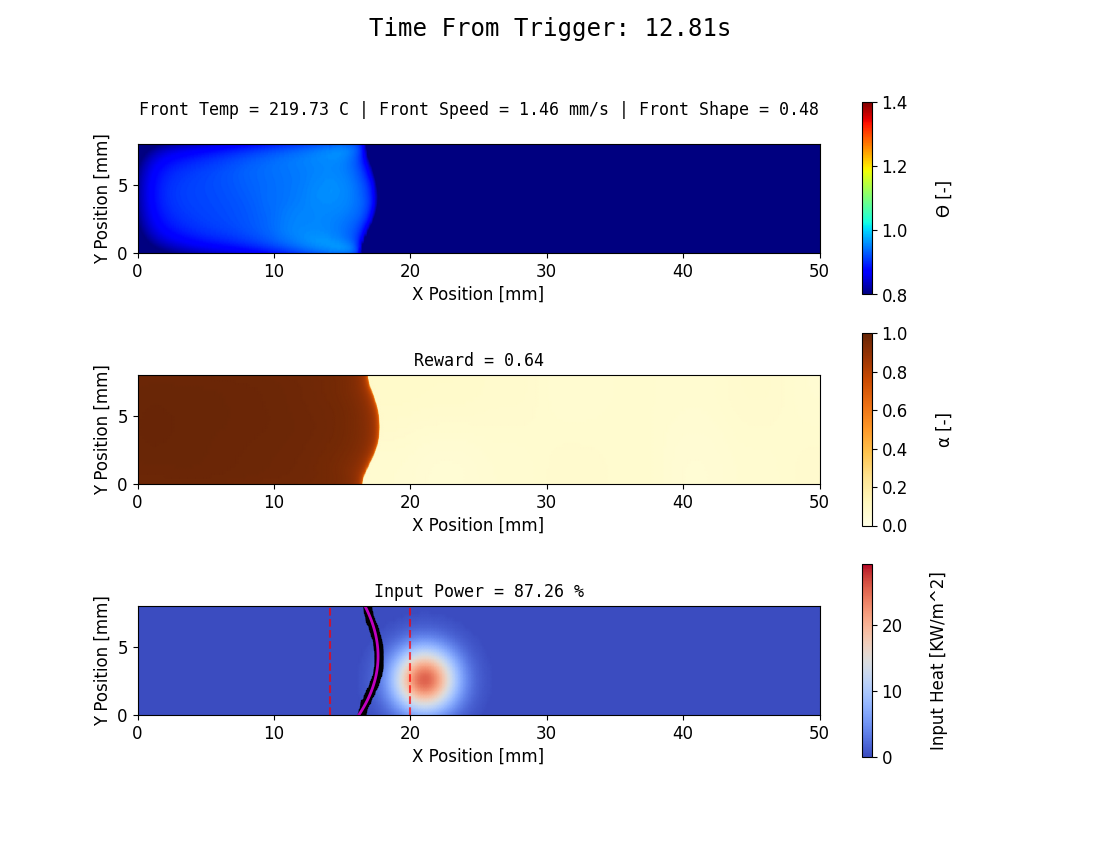 Time From Trigger: 12.81s
Front Temp = 219.73 C | Front Speed = 1.46 mm/s | Front Shape = 0.48
Y Position [mm]
5
0
0 10 20 30 40 50
X Position [mm]
1.4
1.2
1.0
0.8
Θ [-]
Reward = 0.64
Y Position [mm]
5
0
0 10 20 30 40 50
X Position [mm]
1.0
0.8
0.6
0.4
0.2
0.0
α [-]
Input Power = 87.26 %
Y Position [mm]
5
0
0 10 20 30 40 50
X Position [mm]
20
10
0
Input Heat [KW/m^2]